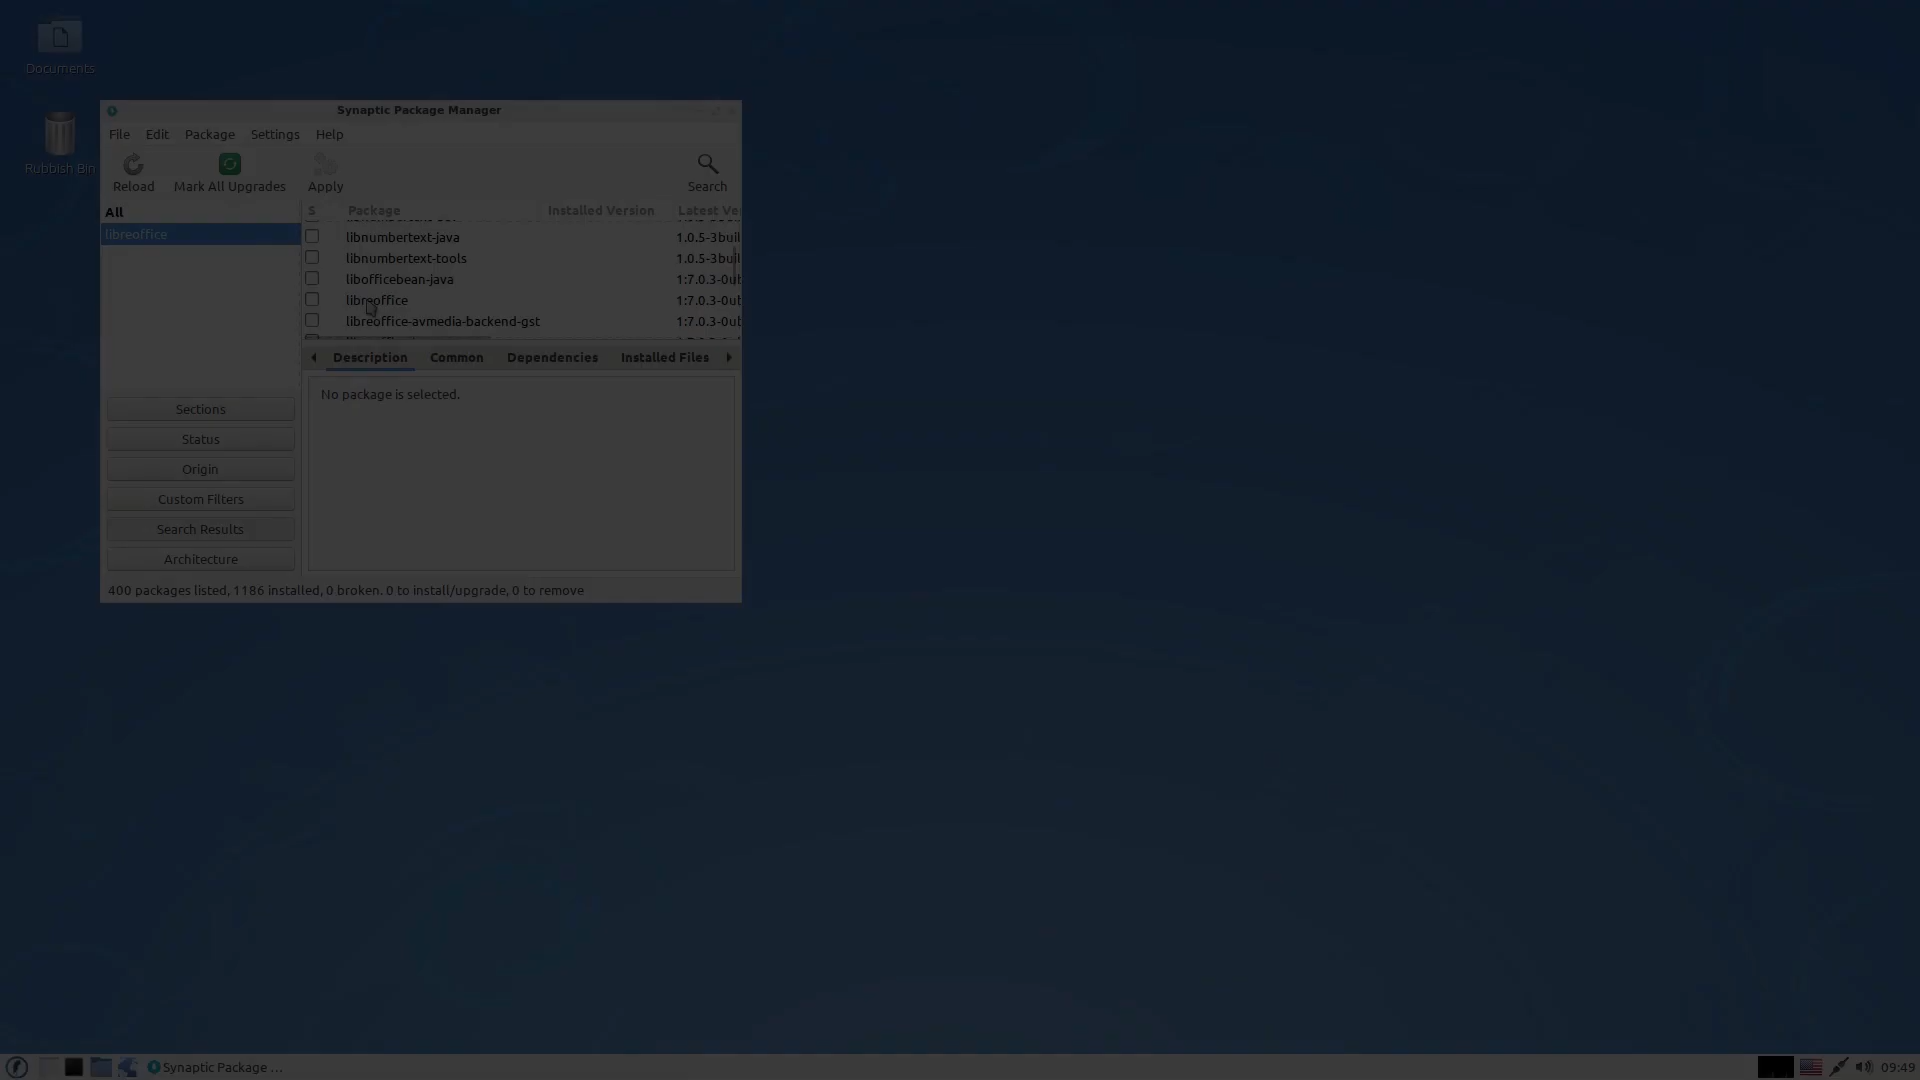 Documents
Rubbish Bin
Synaptic Package Manager
File Edit Package Settings Help
Reload Mark All Upgrades Apply Search
All
libreoffice
S Package Installed Version Latest Ve
libnumbertext-java 1.0.5-3buil
libnumbertext-tools 1.0.5-3buil
libofficebean-java 1:7.0.3-0ub
libreoffice 1:7.0.3-0ub
libreoffice-avmedia-backend-gst 1:7.0.3-0ub
Description Common Dependencies Installed Files
No package is selected.
Sections
Status
Origin
Custom Filters
Search Results
Architecture
400 packages listed, 1186 installed, 0 broken. 0 to install/upgrade, 0 to remove
Synaptic Package ...
09:49